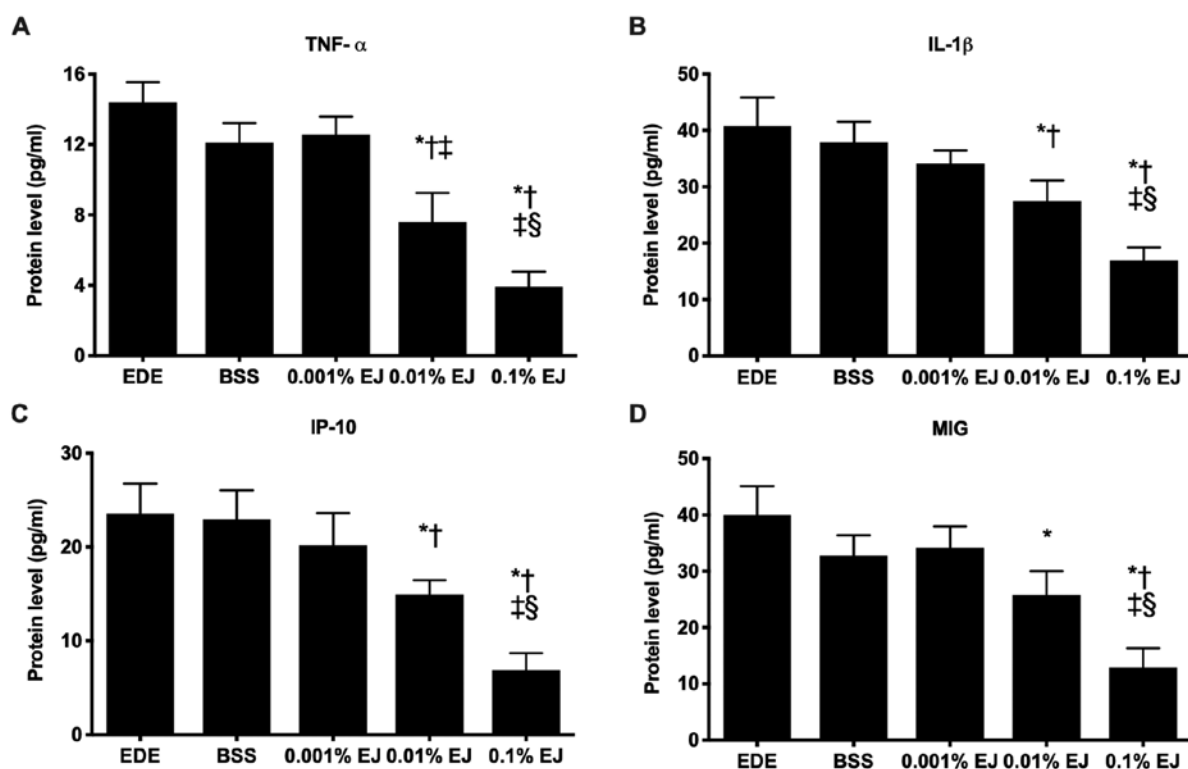 A
TNF- α
Protein level (pg/ml)
16
12
8
4
0
*†‡
*†
‡§
EDE BSS 0.001% EJ 0.01% EJ 0.1% EJ
B
IL-1β
Protein level (pg/ml)
50
40
30
20
10
0
*†
*†
‡§
EDE BSS 0.001% EJ 0.01% EJ 0.1% EJ
C
IP-10
Protein level (pg/ml)
30
20
10
0
*†
*†
‡§
EDE BSS 0.001% EJ 0.01% EJ 0.1% EJ
D
MIG
Protein level (pg/ml)
50
40
30
20
10
0
*
*†
‡§
EDE BSS 0.001% EJ 0.01% EJ 0.1% EJ